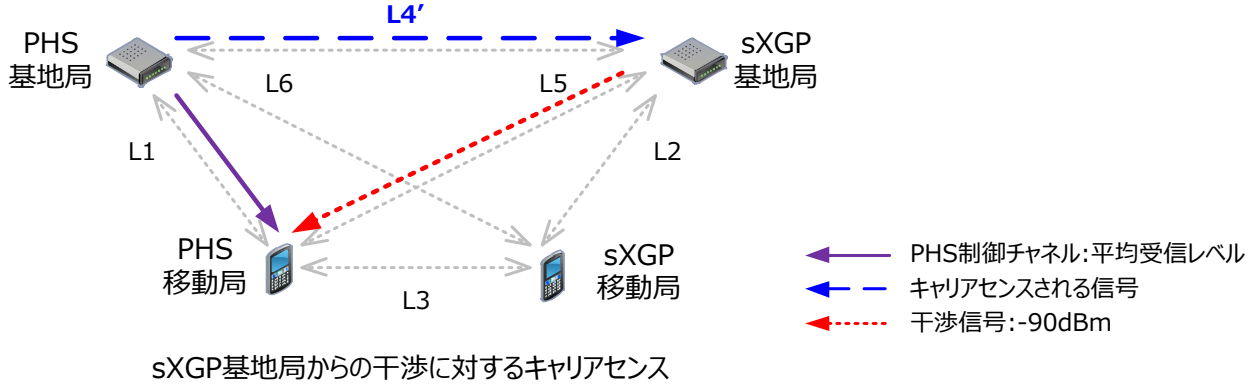 L4’
PHS
基地局
sXGP
基地局
L6
L5
L1
L2
PHS
移動局
sXGP
移動局
L3
PHS制御チャネル:平均受信レベル
キャリアセンスされる信号
干渉信号:-90dBm
sXGP基地局からの干渉に対するキャリアセンス